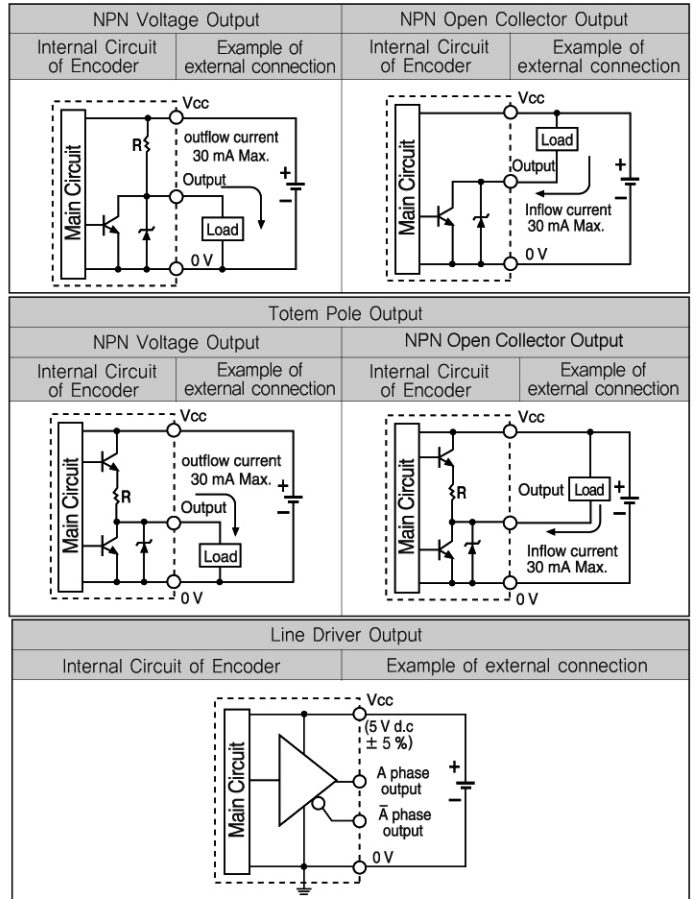 NPN Voltage Output
NPN Open Collector Output
Internal Circuit
of Encoder
Example of
external connection
Internal Circuit
of Encoder
Example of
external connection
Main Circuit
R
Vcc
outflow current
30 mA Max.
Output
Load
0 V
+
−
Main Circuit
Vcc
Load
Output
Inflow current
30 mA Max.
0 V
+
−
Totem Pole Output
NPN Voltage Output
NPN Open Collector Output
Internal Circuit
of Encoder
Example of
external connection
Internal Circuit
of Encoder
Example of
external connection
Main Circuit
R
Vcc
outflow current
30 mA Max.
Output
Load
0 V
+
−
Main Circuit
R
Vcc
Output
Load
Inflow current
30 mA Max.
0 V
+
−
Line Driver Output
Internal Circuit of Encoder
Example of external connection
Main Circuit
Vcc
(5 V d.c
± 5 %)
A phase
output
A̅ phase
output
0 V
+
−